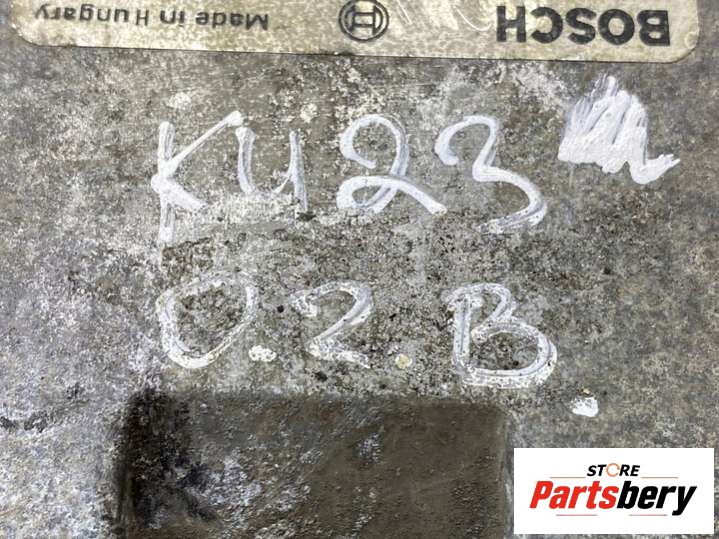 BOSCH
Made in Hungary
KU23
0.2.B.
STORE
Partsbery